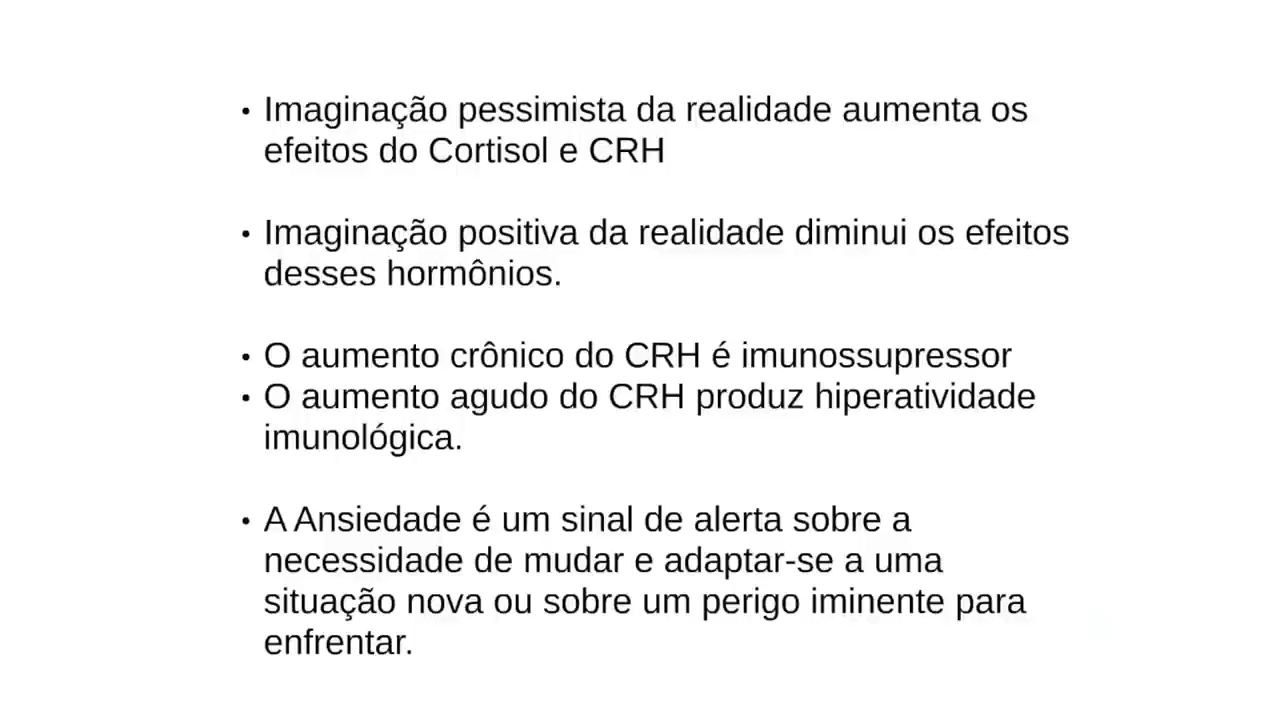 • Imaginação pessimista da realidade aumenta os
efeitos do Cortisol e CRH
• Imaginação positiva da realidade diminui os efeitos
desses hormônios.
• O aumento crônico do CRH é imunossupressor
• O aumento agudo do CRH produz hiperatividade
imunológica.
• A Ansiedade é um sinal de alerta sobre a
necessidade de mudar e adaptar-se a uma
situação nova ou sobre um perigo iminente para
enfrentar.